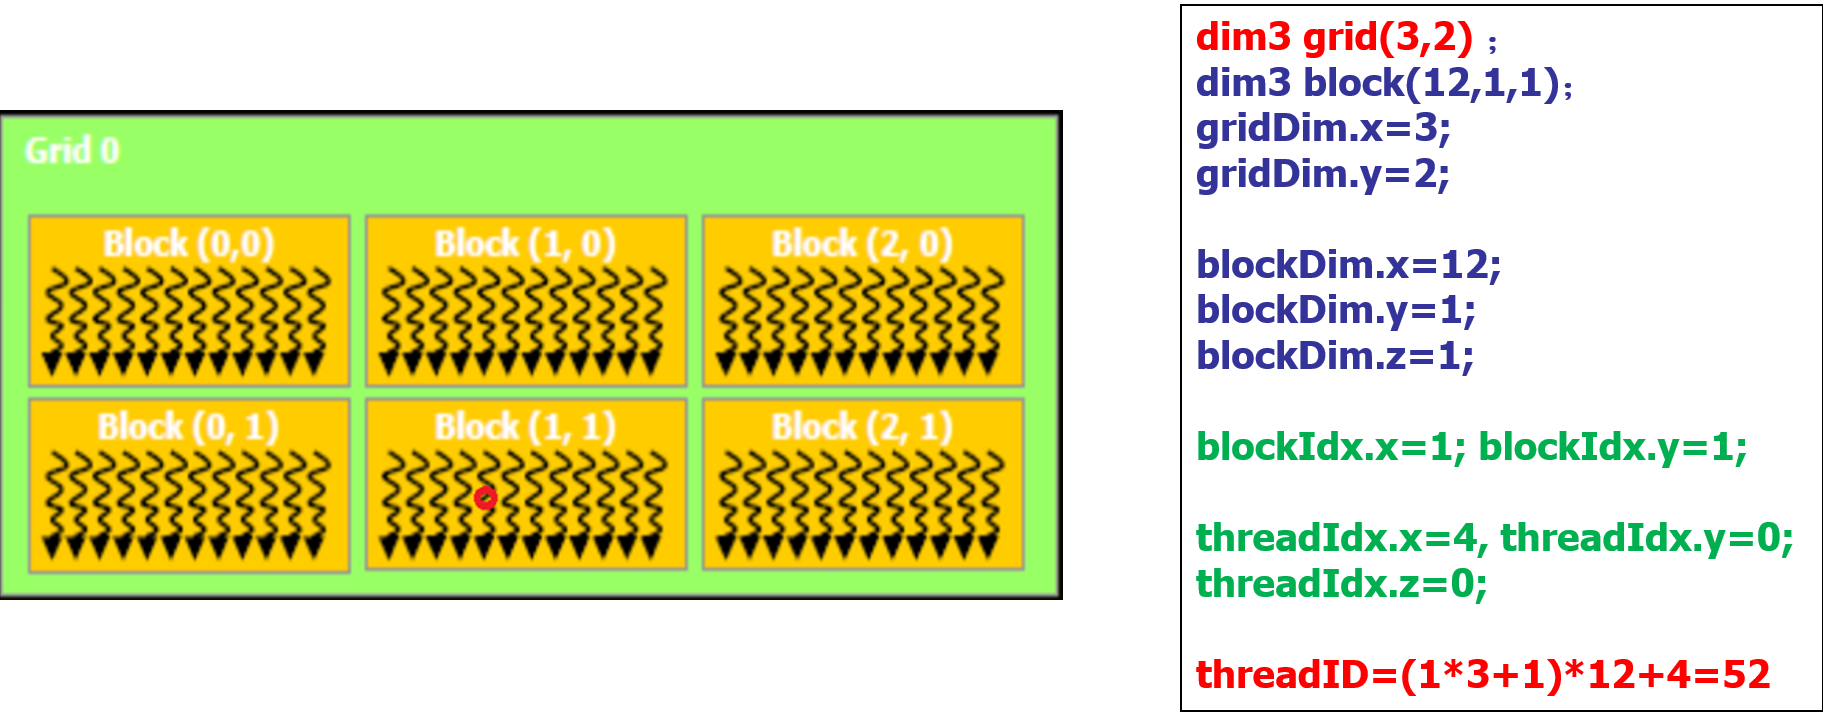 Grid 0
Block (0,0)
Block (1, 0)
Block (2, 0)
Block (0, 1)
Block (1, 1)
Block (2, 1)
dim3 grid(3,2) ;
dim3 block(12,1,1);
gridDim.x=3;
gridDim.y=2;
blockDim.x=12;
blockDim.y=1;
blockDim.z=1;
blockIdx.x=1; blockIdx.y=1;
threadIdx.x=4, threadIdx.y=0;
threadIdx.z=0;
threadID=(1*3+1)*12+4=52